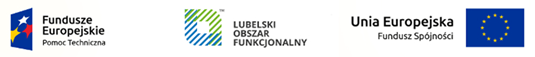 Fundusze
Europejskie
Pomoc Techniczna
LUBELSKI
OBSZAR
FUNKCJONALNY
Unia Europejska
Fundusz Spójności